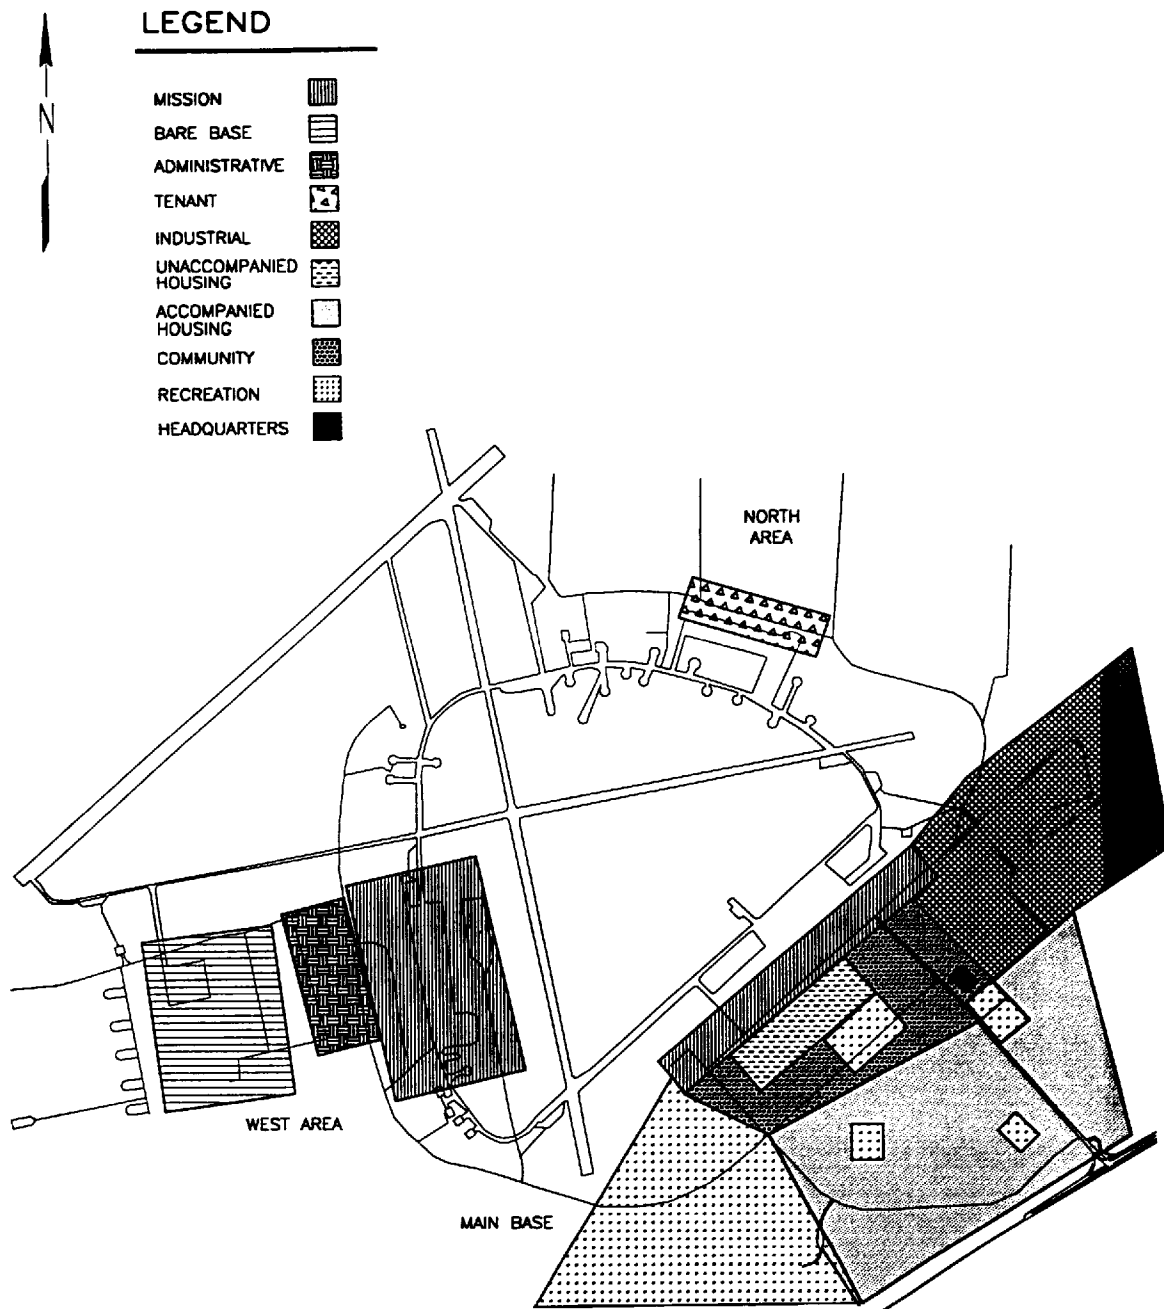 LEGEND
N
MISSION
BARE BASE
ADMINISTRATIVE
TENANT
INDUSTRIAL
UNACCOMPANIED
HOUSING
ACCOMPANIED
HOUSING
COMMUNITY
RECREATION
HEADQUARTERS
NORTH
AREA
WEST AREA
MAIN BASE